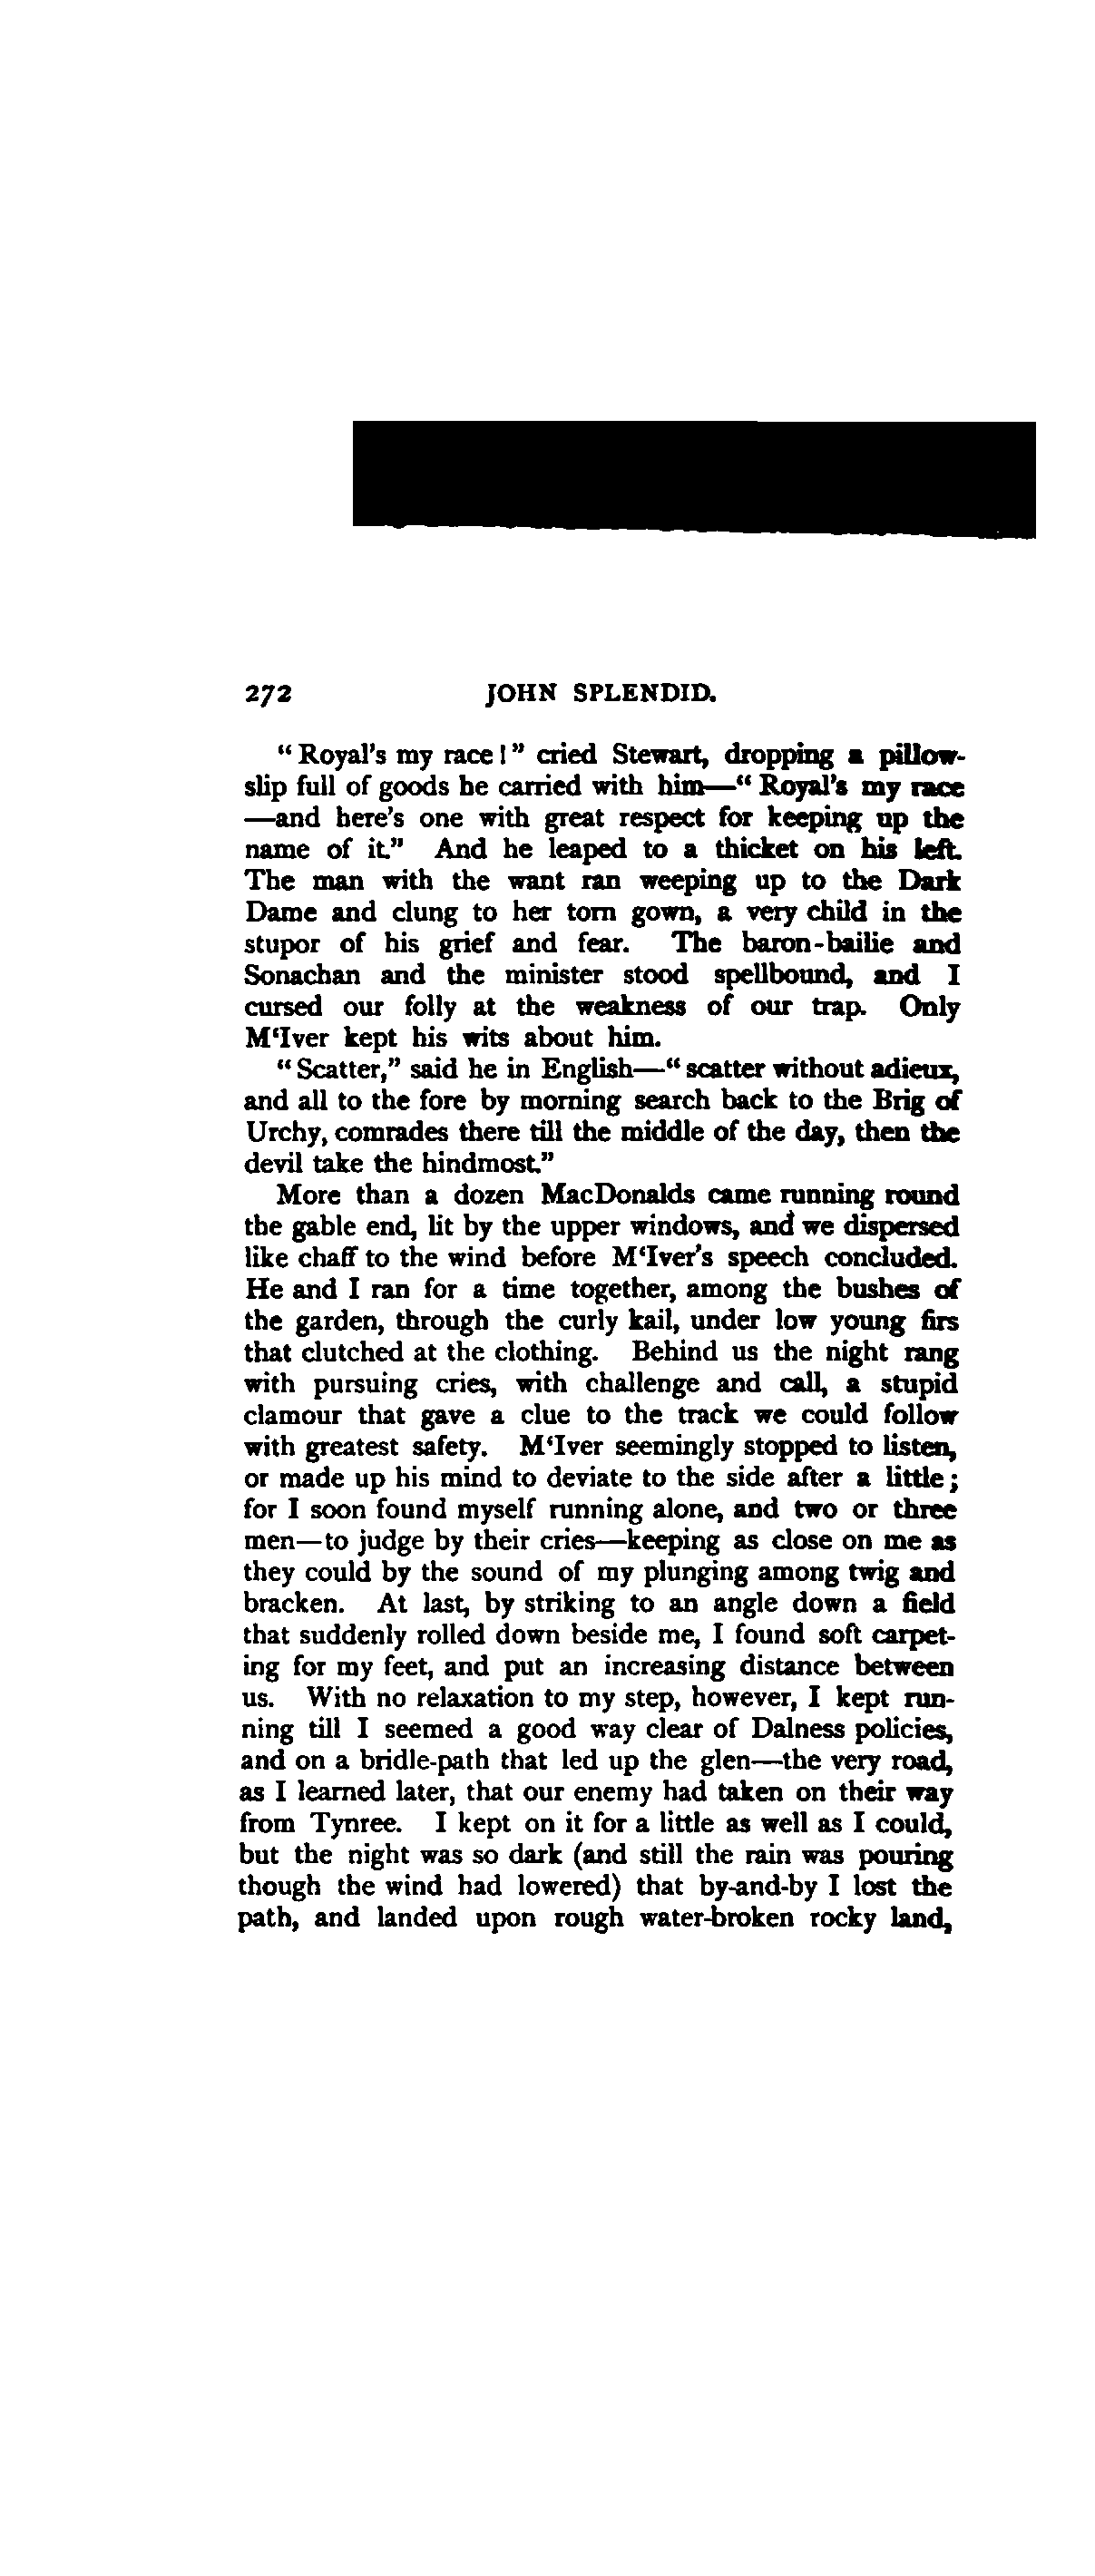 272 JOHN SPLENDID.
“Royal’s my race!” cried Stewart, dropping a pillow-
slip full of goods he carried with him—“Royal’s my race
—and here’s one with great respect for keeping up the
name of it.” And he leaped to a thicket on his left.
The man with the want ran weeping up to the Dark
Dame and clung to her torn gown, a very child in the
stupor of his grief and fear. The baron-bailie and
Sonachan and the minister stood spellbound, and I
cursed our folly at the weakness of our trap. Only
M‘Iver kept his wits about him.
“Scatter,” said he in English—“scatter without adieux,
and all to the fore by morning search back to the Brig of
Urchy, comrades there till the middle of the day, then the
devil take the hindmost.”
More than a dozen MacDonalds came running round
the gable end, lit by the upper windows, and we dispersed
like chaff to the wind before M‘Iver’s speech concluded.
He and I ran for a time together, among the bushes of
the garden, through the curly kail, under low young firs
that clutched at the clothing. Behind us the night rang
with pursuing cries, with challenge and call, a stupid
clamour that gave a clue to the track we could follow
with greatest safety. M‘Iver seemingly stopped to listen,
or made up his mind to deviate to the side after a little;
for I soon found myself running alone, and two or three
men—to judge by their cries—keeping as close on me as
they could by the sound of my plunging among twig and
bracken. At last, by striking to an angle down a field
that suddenly rolled down beside me, I found soft carpet-
ing for my feet, and put an increasing distance between
us. With no relaxation to my step, however, I kept run-
ning till I seemed a good way clear of Dalness policies,
and on a bridle-path that led up the glen—the very road,
as I learned later, that our enemy had taken on their way
from Tynree. I kept on it for a little as well as I could,
but the night was so dark (and still the rain was pouring
though the wind had lowered) that by-and-by I lost the
path, and landed upon rough water-broken rocky land,